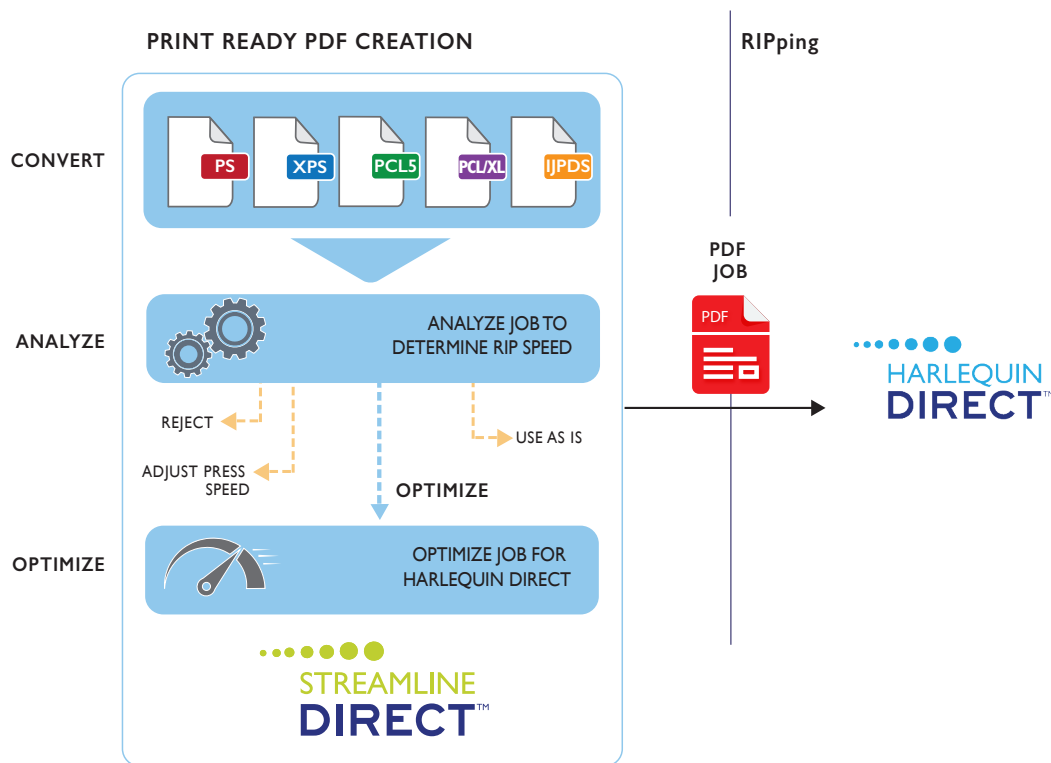 PRINT READY PDF CREATION
RIPping
CONVERT
PS
XPS
PCL5
PCL/XL
IJPDS
PDF
JOB
PDF
ANALYZE
ANALYZE JOB TO
DETERMINE RIP SPEED
HARLEQUIN
DIRECT™
REJECT
USE AS IS
ADJUST PRESS
SPEED
OPTIMIZE
OPTIMIZE
OPTIMIZE JOB FOR
HARLEQUIN DIRECT
STREAMLINE
DIRECT™